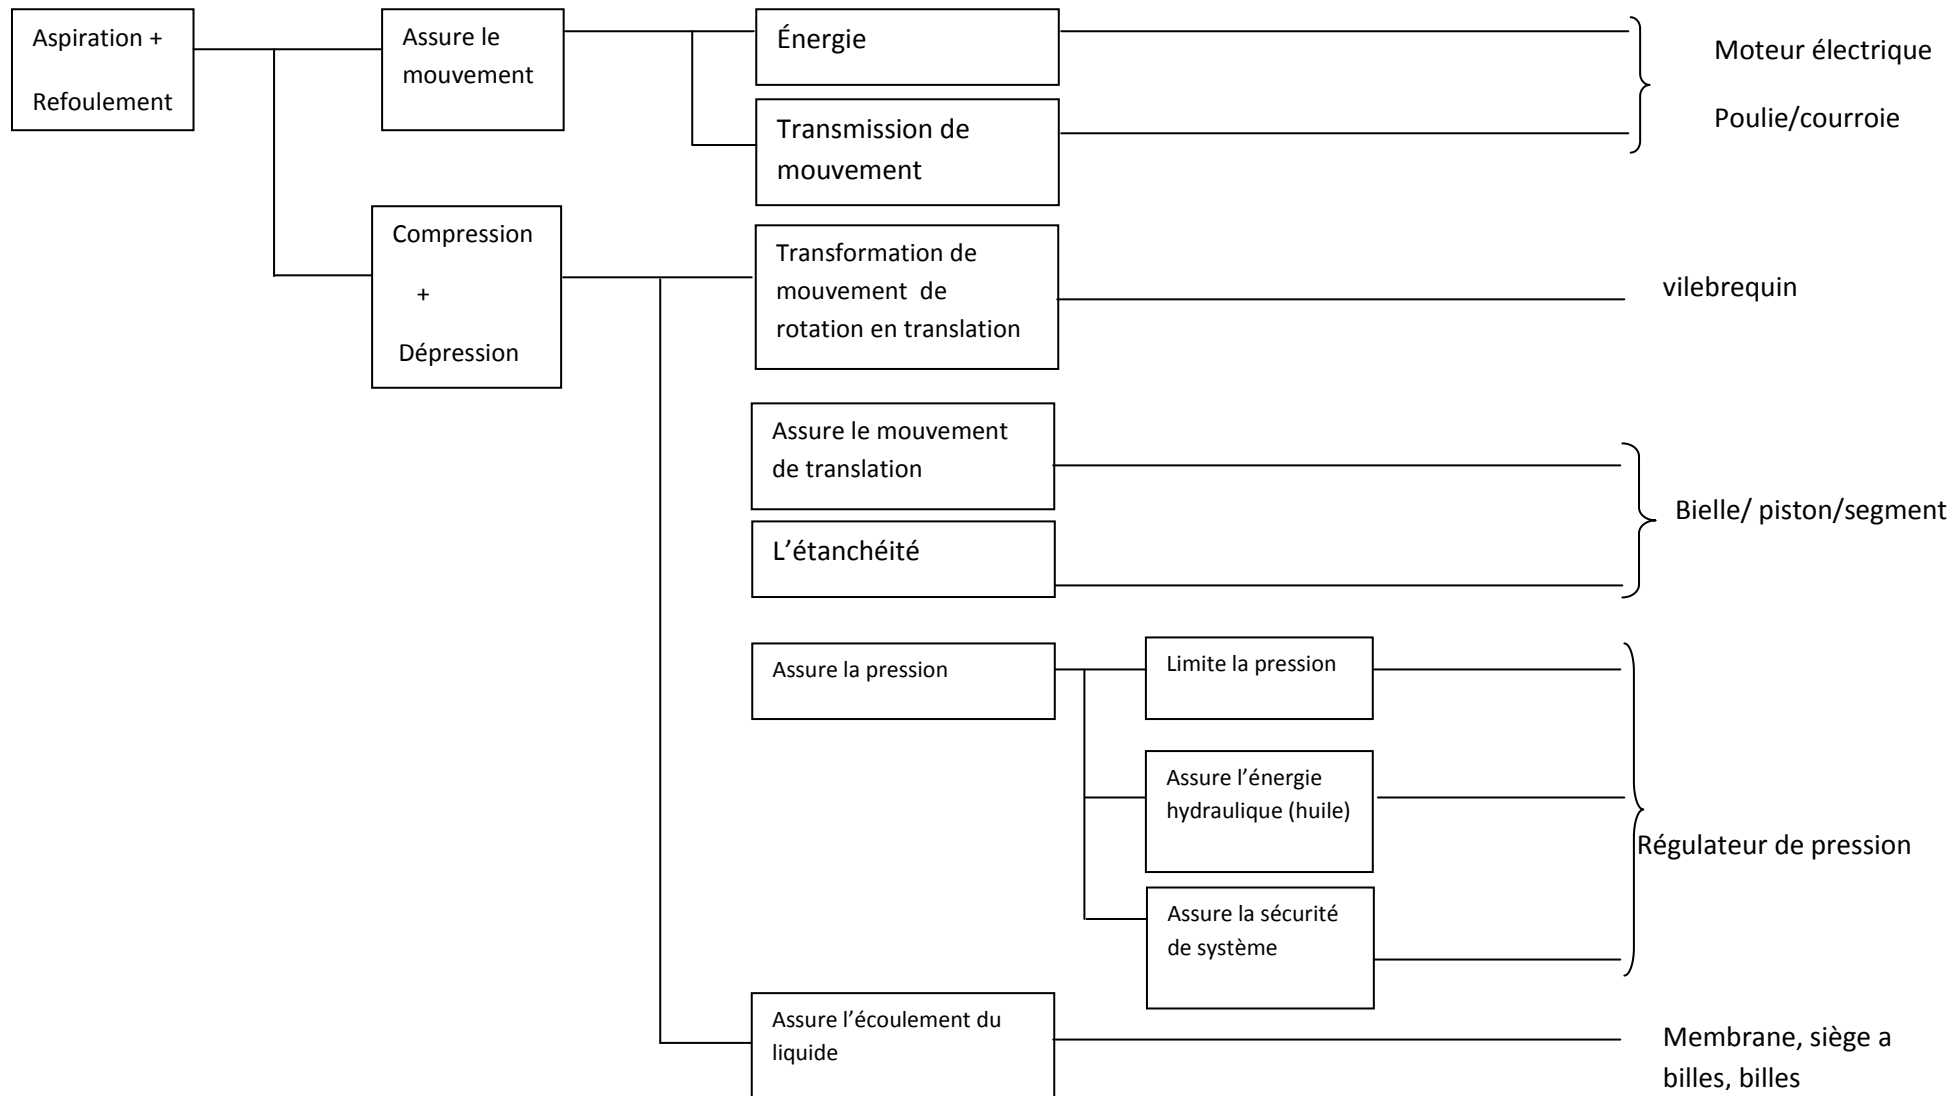 Aspiration +
Refoulement
Assure le
mouvement
Énergie
Moteur électrique
Transmission de
mouvement
Poulie/courroie
Compression
+
Dépression
Transformation de
mouvement de
rotation en translation
vilebrequin
Assure le mouvement
de translation
L’étanchéité
Bielle/ piston/segment
Assure la pression
Limite la pression
Assure l’énergie
hydraulique (huile)
Assure la sécurité
de système
Régulateur de pression
Assure l’écoulement du
liquide
Membrane, siège a
billes, billes